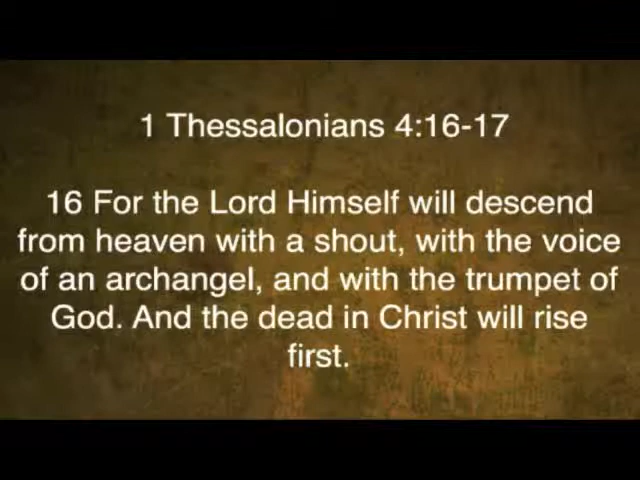 1 Thessalonians 4:16-17
16 For the Lord Himself will descend
from heaven with a shout, with the voice
of an archangel, and with the trumpet of
God. And the dead in Christ will rise
first.